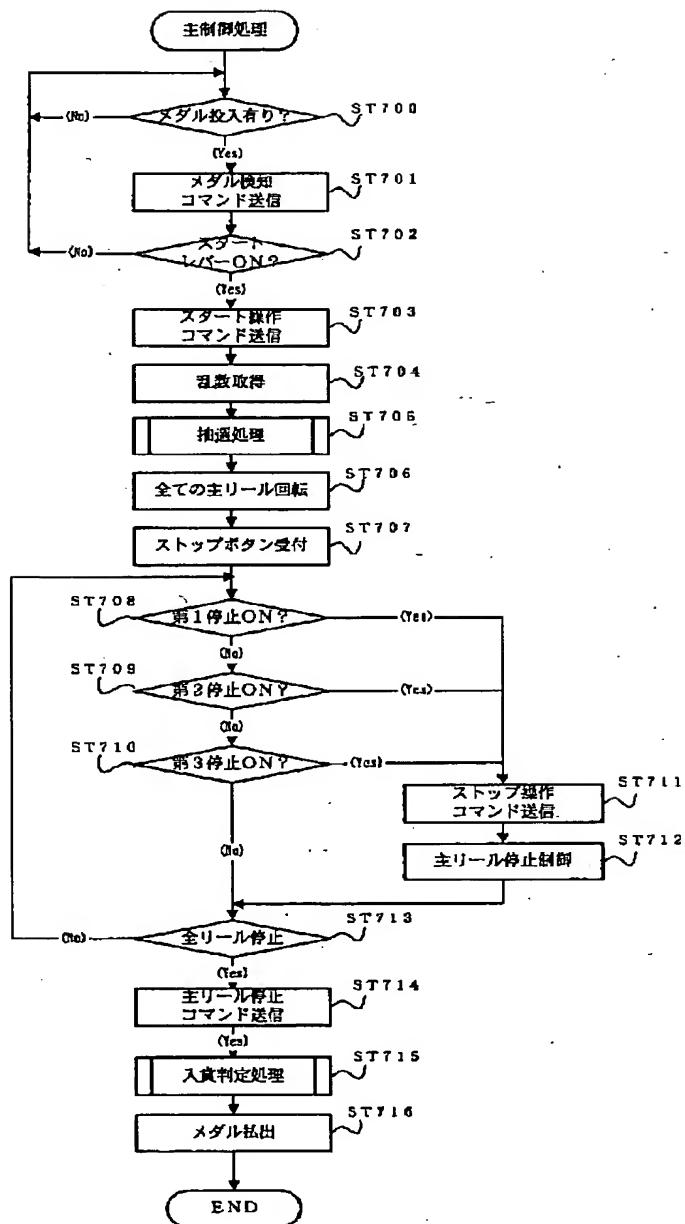 主制御処理
メダル投入有り?
ST700
(No)
(Yes)
メダル検知
コマンド送信
ST701
スタート
レバーON?
ST702
(No)
(Yes)
スタート操作
コマンド送信
ST703
乱数取得
ST704
抽選処理
ST705
全ての主リール回転
ST706
ストップボタン受付
ST707
ST708
第1停止ON?
(Yes)
(No)
ST709
第2停止ON?
(Yes)
(No)
ST710
第3停止ON?
(Yes)
ストップ操作
コマンド送信
ST711
(No)
主リール停止制御
ST712
全リール停止
ST713
(No)
(Yes)
主リール停止
コマンド送信
ST714
(Yes)
入賞判定処理
ST715
メダル払出
ST716
END